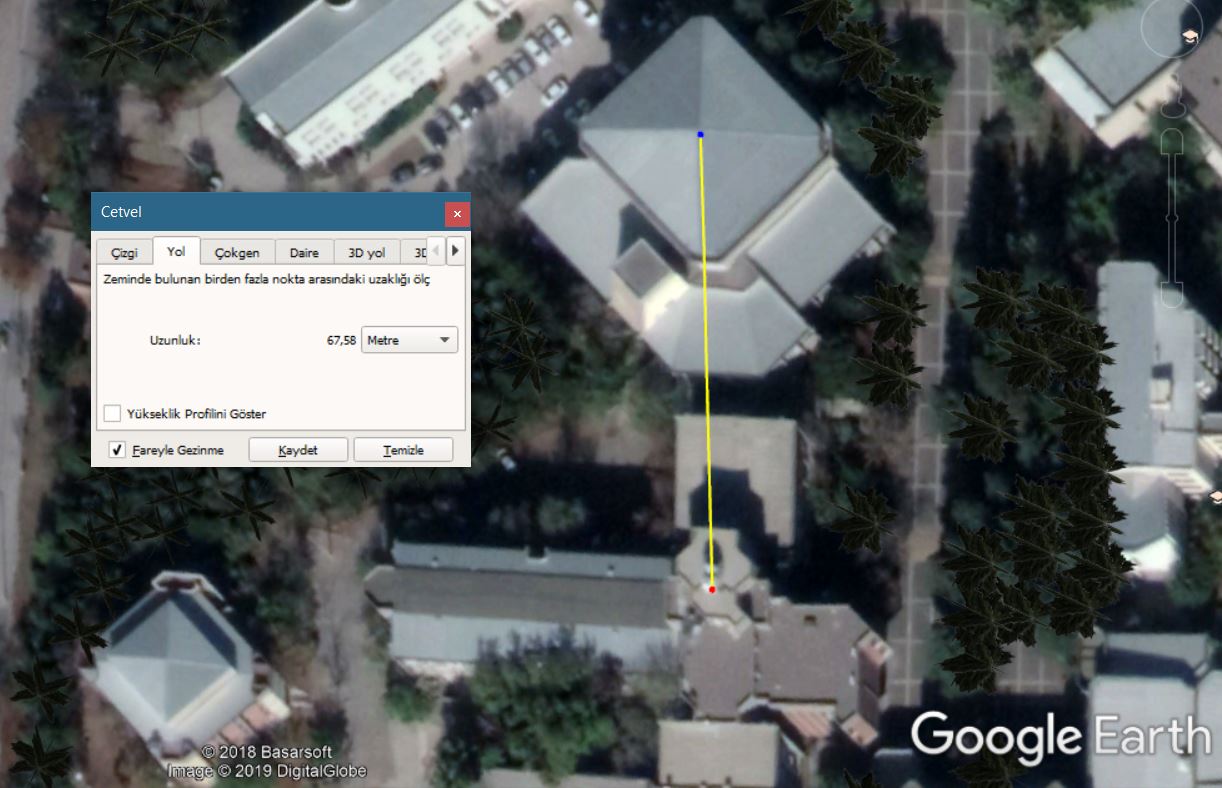 Cetvel
Çizgi Yol Çokgen Daire 3D yol
Zeminde bulunan birden fazla nokta arasındaki uzaklığı ölç
Uzunluk: 67,58 Metre
Yükseklik Profilini Göster
Fareyle Gezinme Kaydet Temizle
Google Earth
© 2018 Basarsoft
Image © 2019 DigitalGlobe